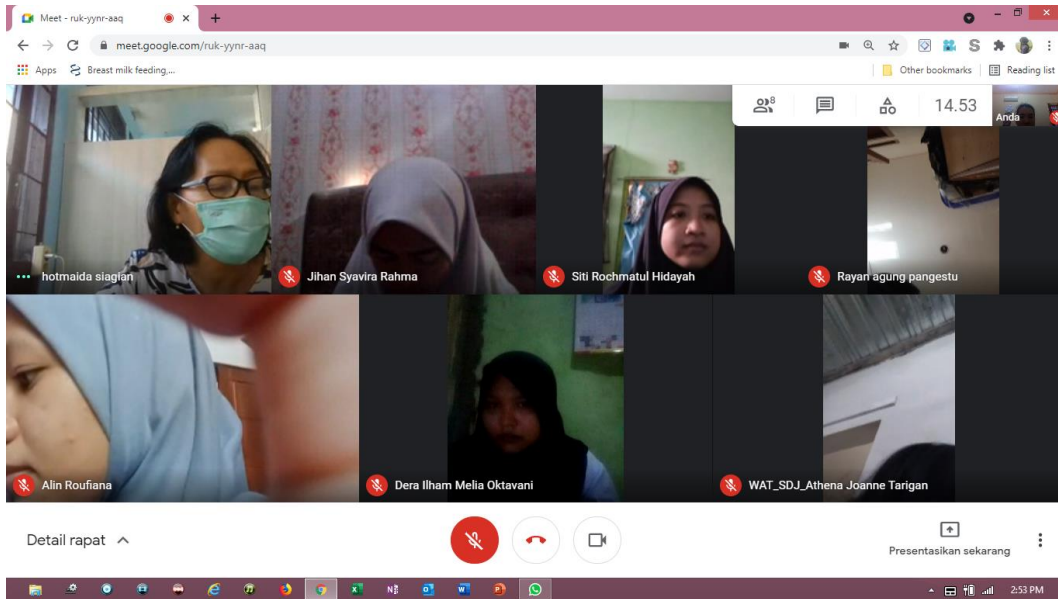 Meet - ruk-yynr-aaq
meet.google.com/ruk-yynr-aaq
Apps
Breast milk feeding,...
Other bookmarks
Reading list
8
14.53
Anda
hotmaida siagian
Jihan Syavira Rahma
Siti Rochmatul Hidayah
Rayan agung pangestu
Alin Roufiana
Dera Ilham Melia Oktavani
WAT_SDJ_Athena Joanne Tarigan
Detail rapat
Presentasikan sekarang
2:53 PM